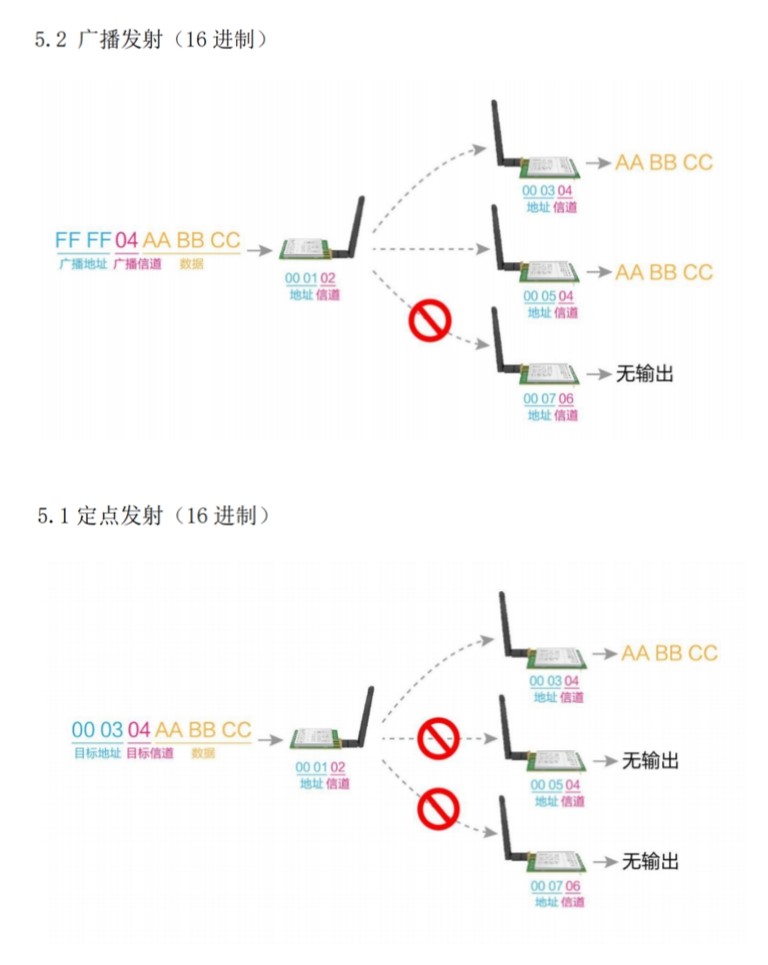 5.2 广播发射（16 进制）
00 03 04
地址 信道
AA BB CC
FF FF 04 AA BB CC
广播地址 广播信道 数据
00 01 02
地址 信道
00 05 04
地址 信道
AA BB CC
00 07 06
地址 信道
无输出
5.1 定点发射（16 进制）
00 03 04
地址 信道
AA BB CC
00 03 04 AA BB CC
目标地址 目标信道 数据
00 01 02
地址 信道
00 05 04
地址 信道
无输出
00 07 06
地址 信道
无输出